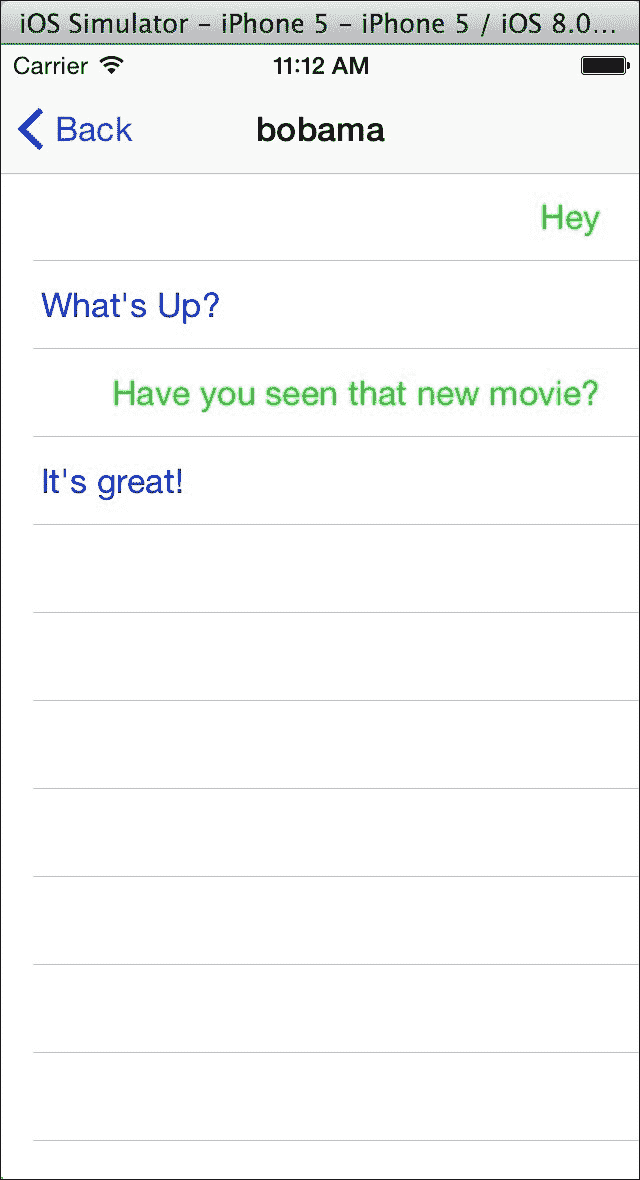 iOS Simulator - iPhone 5 - iPhone 5 / iOS 8.0...
Carrier 11:12 AM
Back bobama
Hey
What's Up?
Have you seen that new movie?
It's great!